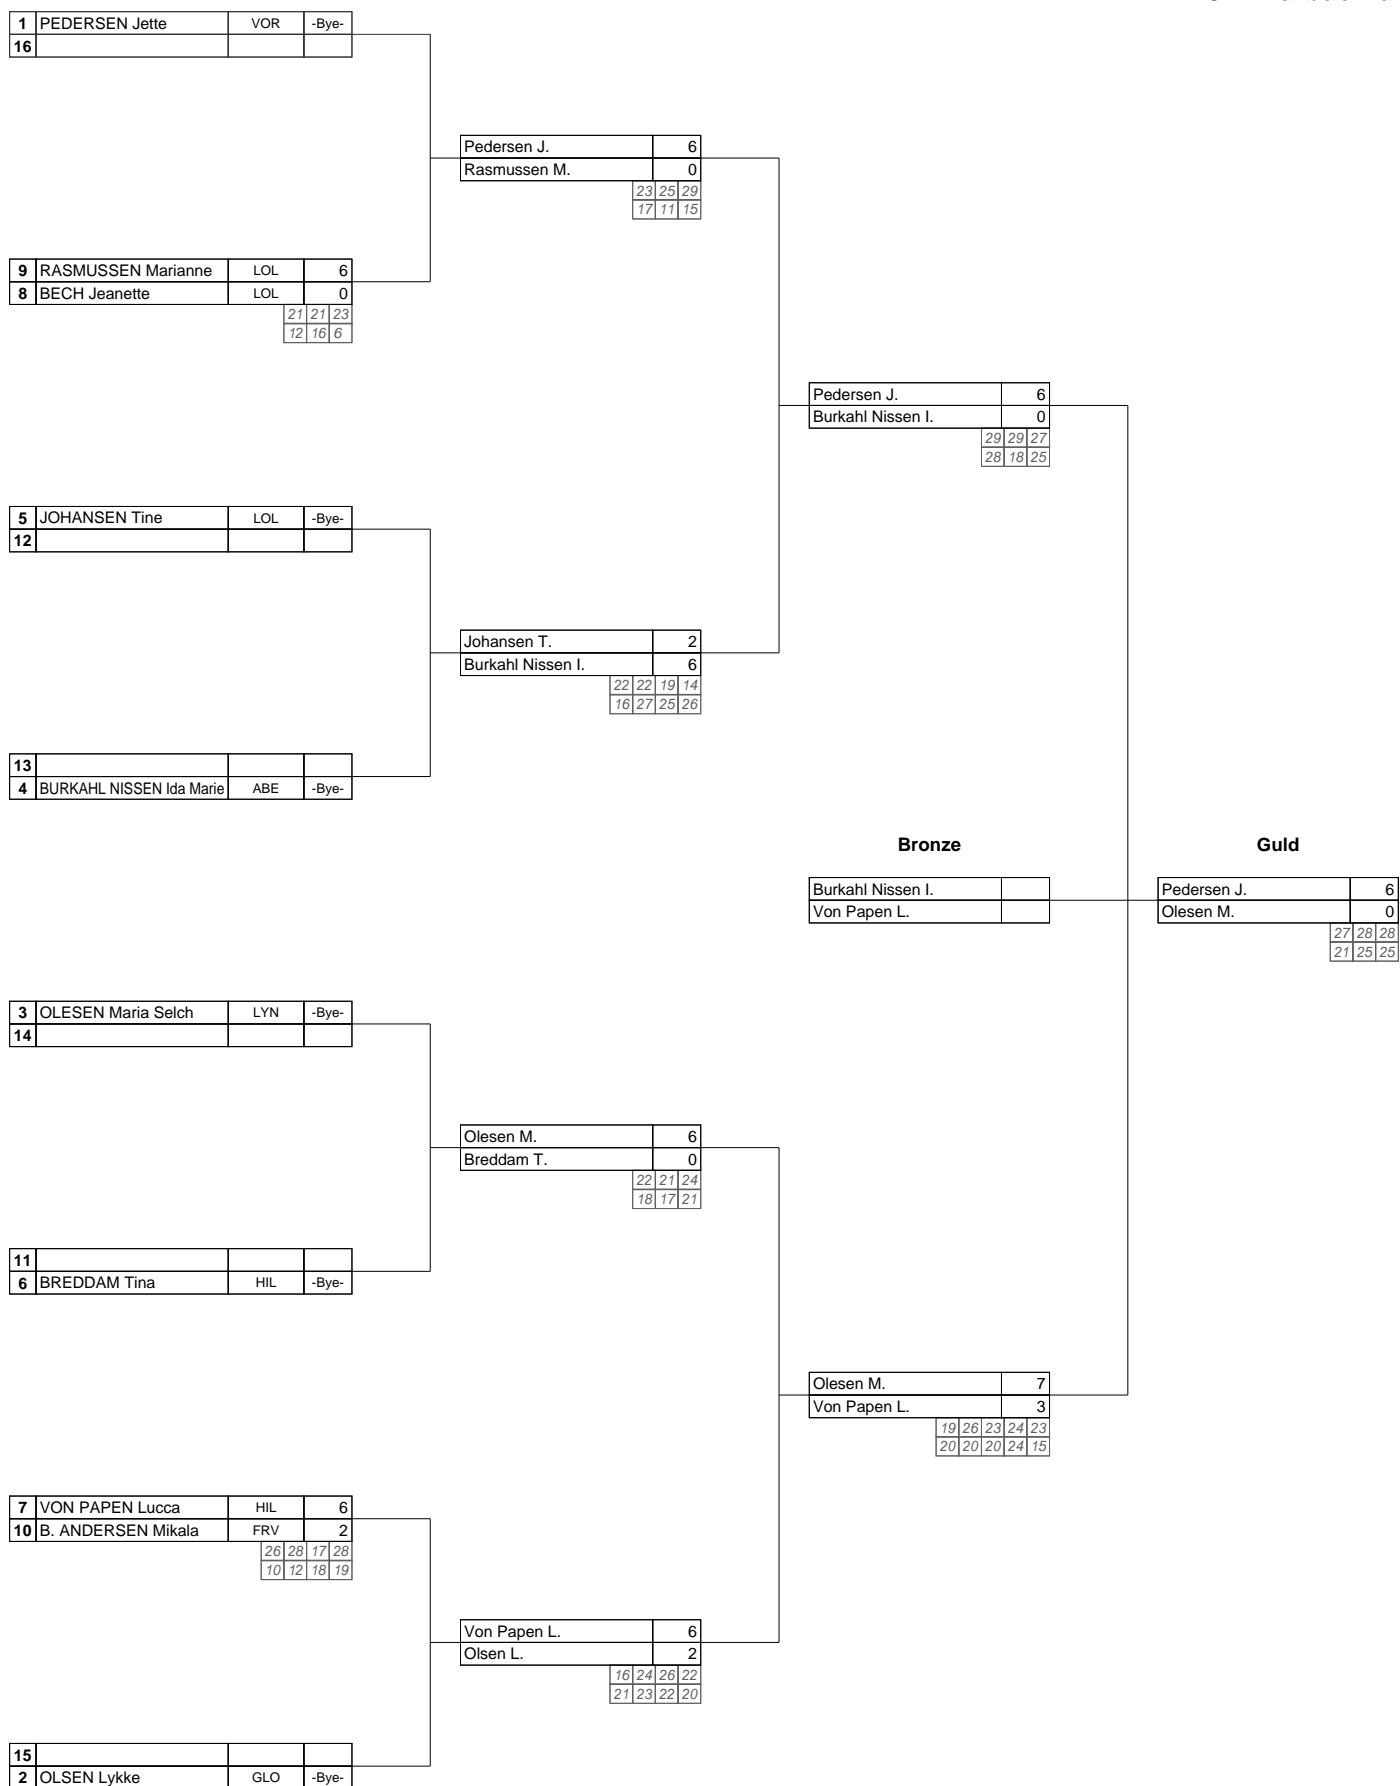 1 PEDERSEN Jette VOR -Bye-
16
Pedersen J. 6
Rasmussen M. 0
23 25 29
17 11 15
9 RASMUSSEN Marianne LOL 6
8 BECH Jeanette LOL 0
21 21 23
12 16 6
Pedersen J. 6
Burkahl Nissen I. 0
29 29 27
28 18 25
5 JOHANSEN Tine LOL -Bye-
12
Johansen T. 2
Burkahl Nissen I. 6
22 22 19 14
16 27 25 26
13
4 BURKAHL NISSEN Ida Marie ABE -Bye-
Bronze Guld
Burkahl Nissen I. Pedersen J. 6
Von Papen L. Olesen M. 0
27 28 28
21 25 25
3 OLESEN Maria Selch LYN -Bye-
14
Olesen M. 6
Breddam T. 0
22 21 24
18 17 21
11
6 BREDDAM Tina HIL -Bye-
Olesen M. 7
Von Papen L. 3
19 26 23 24 23
20 20 20 24 15
7 VON PAPEN Lucca HIL 6
10 B. ANDERSEN Mikala FRV 2
26 28 17 28
10 12 18 19
Von Papen L. 6
Olsen L. 2
16 24 26 22
21 23 22 20
15
2 OLSEN Lykke GLO -Bye-